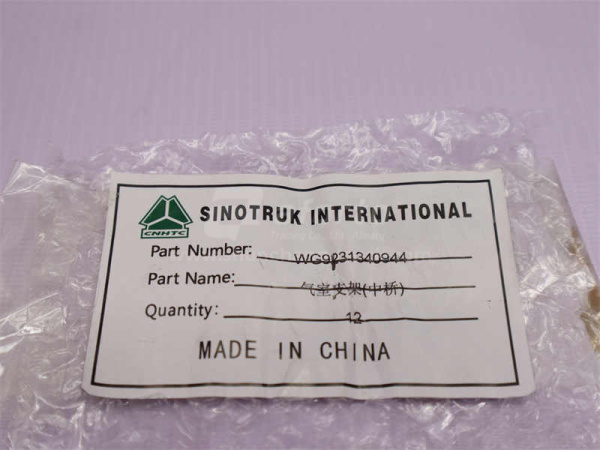 CNHTC
SINOTRUK INTERNATIONAL
Part Number: WG9231340944
Part Name: 气室支架(中桥)
Quantity: 12
MADE IN CHINA